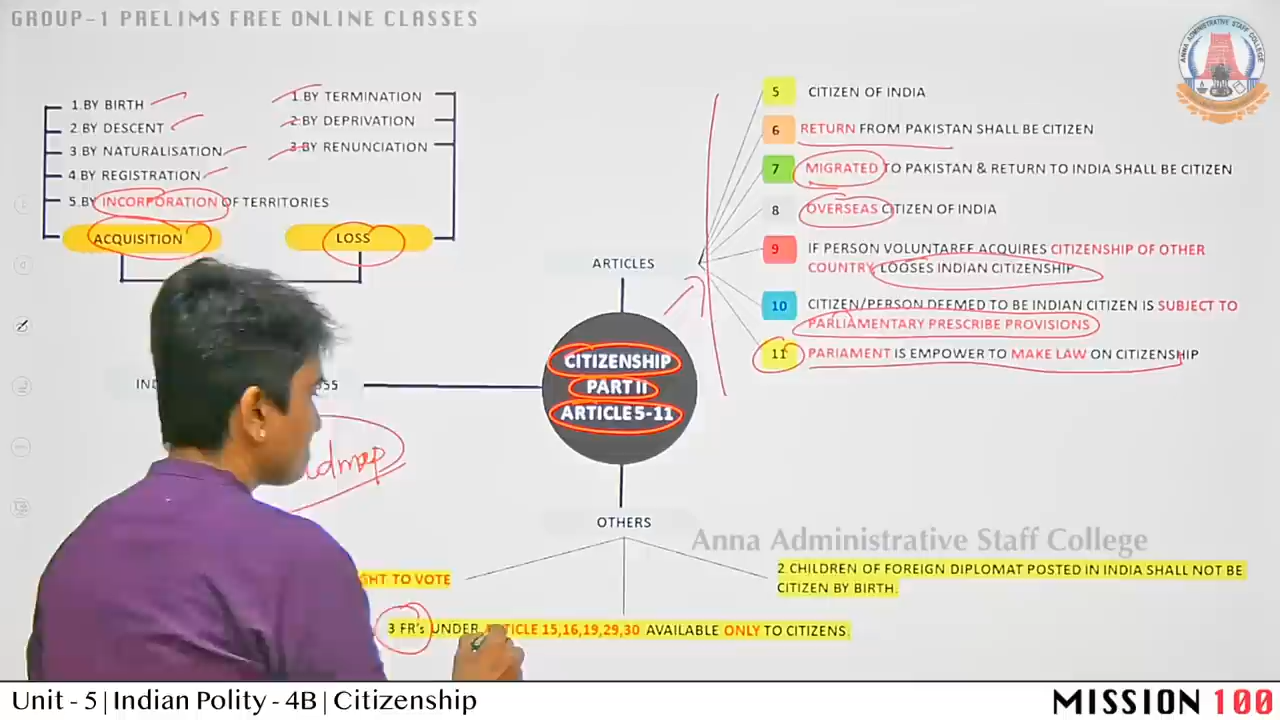 GROUP-1 PRELIMS FREE ONLINE CLASSES
ANNA ADMINISTRATIVE STAFF COLLEGE
1.BY BIRTH
2.BY DESCENT
3.BY NATURALISATION
4.BY REGISTRATION
5.BY INCORPORATION OF TERRITORIES
ACQUISITION
1.BY TERMINATION
2.BY DEPRIVATION
3.BY RENUNCIATION
LOSS
ARTICLES
5 CITIZEN OF INDIA
6 RETURN FROM PAKISTAN SHALL BE CITIZEN
7 MIGRATED TO PAKISTAN & RETURN TO INDIA SHALL BE CITIZEN
8 OVERSEAS CITIZEN OF INDIA
9 IF PERSON VOLUNTAREE ACQUIRES CITIZENSHIP OF OTHER
COUNTRY LOOSES INDIAN CITIZENSHIP
10 CITIZEN/PERSON DEEMED TO BE INDIAN CITIZEN IS SUBJECT TO
PARLIAMENTARY PRESCRIBE PROVISIONS
11 PARIAMENT IS EMPOWER TO MAKE LAW ON CITIZENSHIP
CITIZENSHIP
PART II
ARTICLE 5-11
OTHERS
Anna Administrative Staff College
TO VOTE
3 FR's UNDER 15,16,19,29,30 AVAILABLE ONLY TO CITIZENS.
2 CHILDREN OF FOREIGN DIPLOMAT POSTED IN INDIA SHALL NOT BE
CITIZEN BY BIRTH.
Unit - 5 | Indian Polity - 4B | Citizenship
MISSION 100